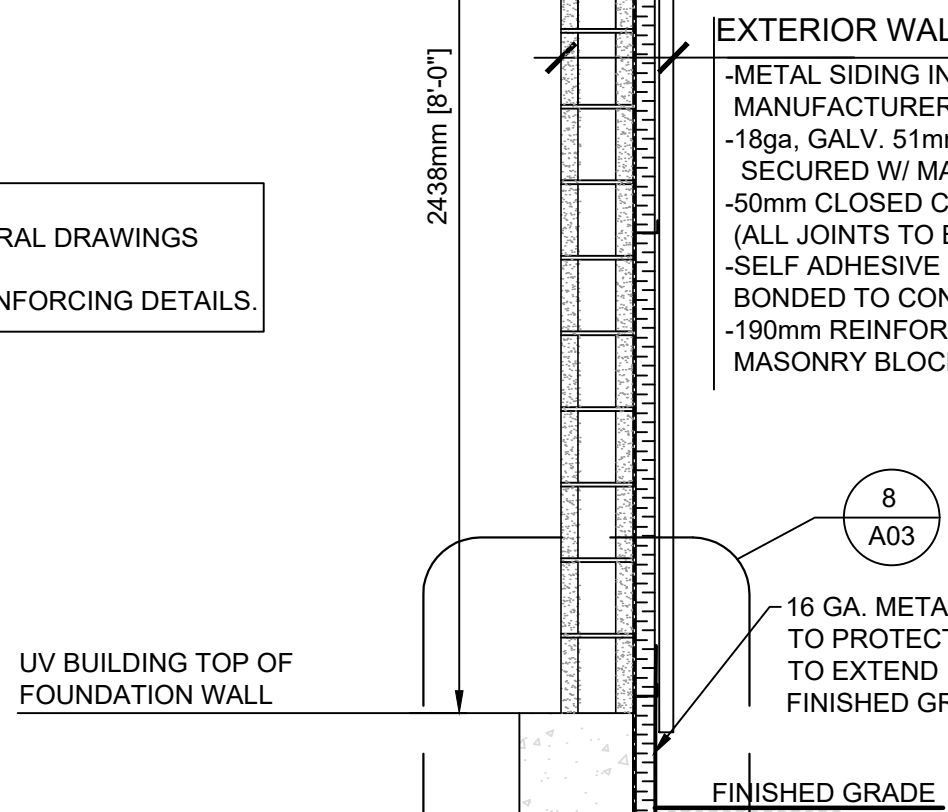 2438mm [8'-0"]
RAL DRAWINGS
NFORCING DETAILS.
EXTERIOR WAL
-METAL SIDING IN
MANUFACTURER
-18ga, GALV. 51m
SECURED W/ MA
-50mm CLOSED C
(ALL JOINTS TO
-SELF ADHESIVE
BONDED TO CON
-190mm REINFOR
MASONRY BLOC
8
A03
16 GA. META
TO PROTECT
TO EXTEND
FINISHED GR
UV BUILDING TOP OF
FOUNDATION WALL
FINISHED GRADE